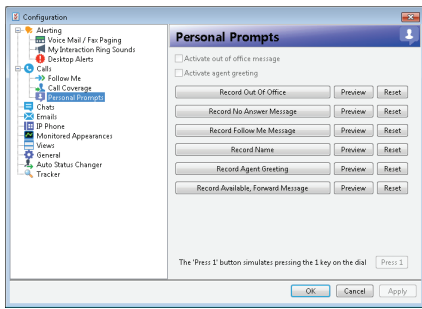 Configuration
Alerting
Voice Mail / Fax Paging
My Interaction Ring Sounds
Desktop Alerts
Calls
Follow Me
Call Coverage
Personal Prompts
Chats
Emails
IP Phone
Monitored Appearances
Views
General
Auto Status Changer
Tracker
Personal Prompts
Activate out of office message
Activate agent greeting
Record Out Of Office Preview Reset
Record No Answer Message Preview Reset
Record Follow Me Message Preview Reset
Record Name Preview Reset
Record Agent Greeting Preview Reset
Record Available, Forward Message Preview Reset
The 'Press 1' button simulates pressing the 1 key on the dial Press 1
OK Cancel Apply